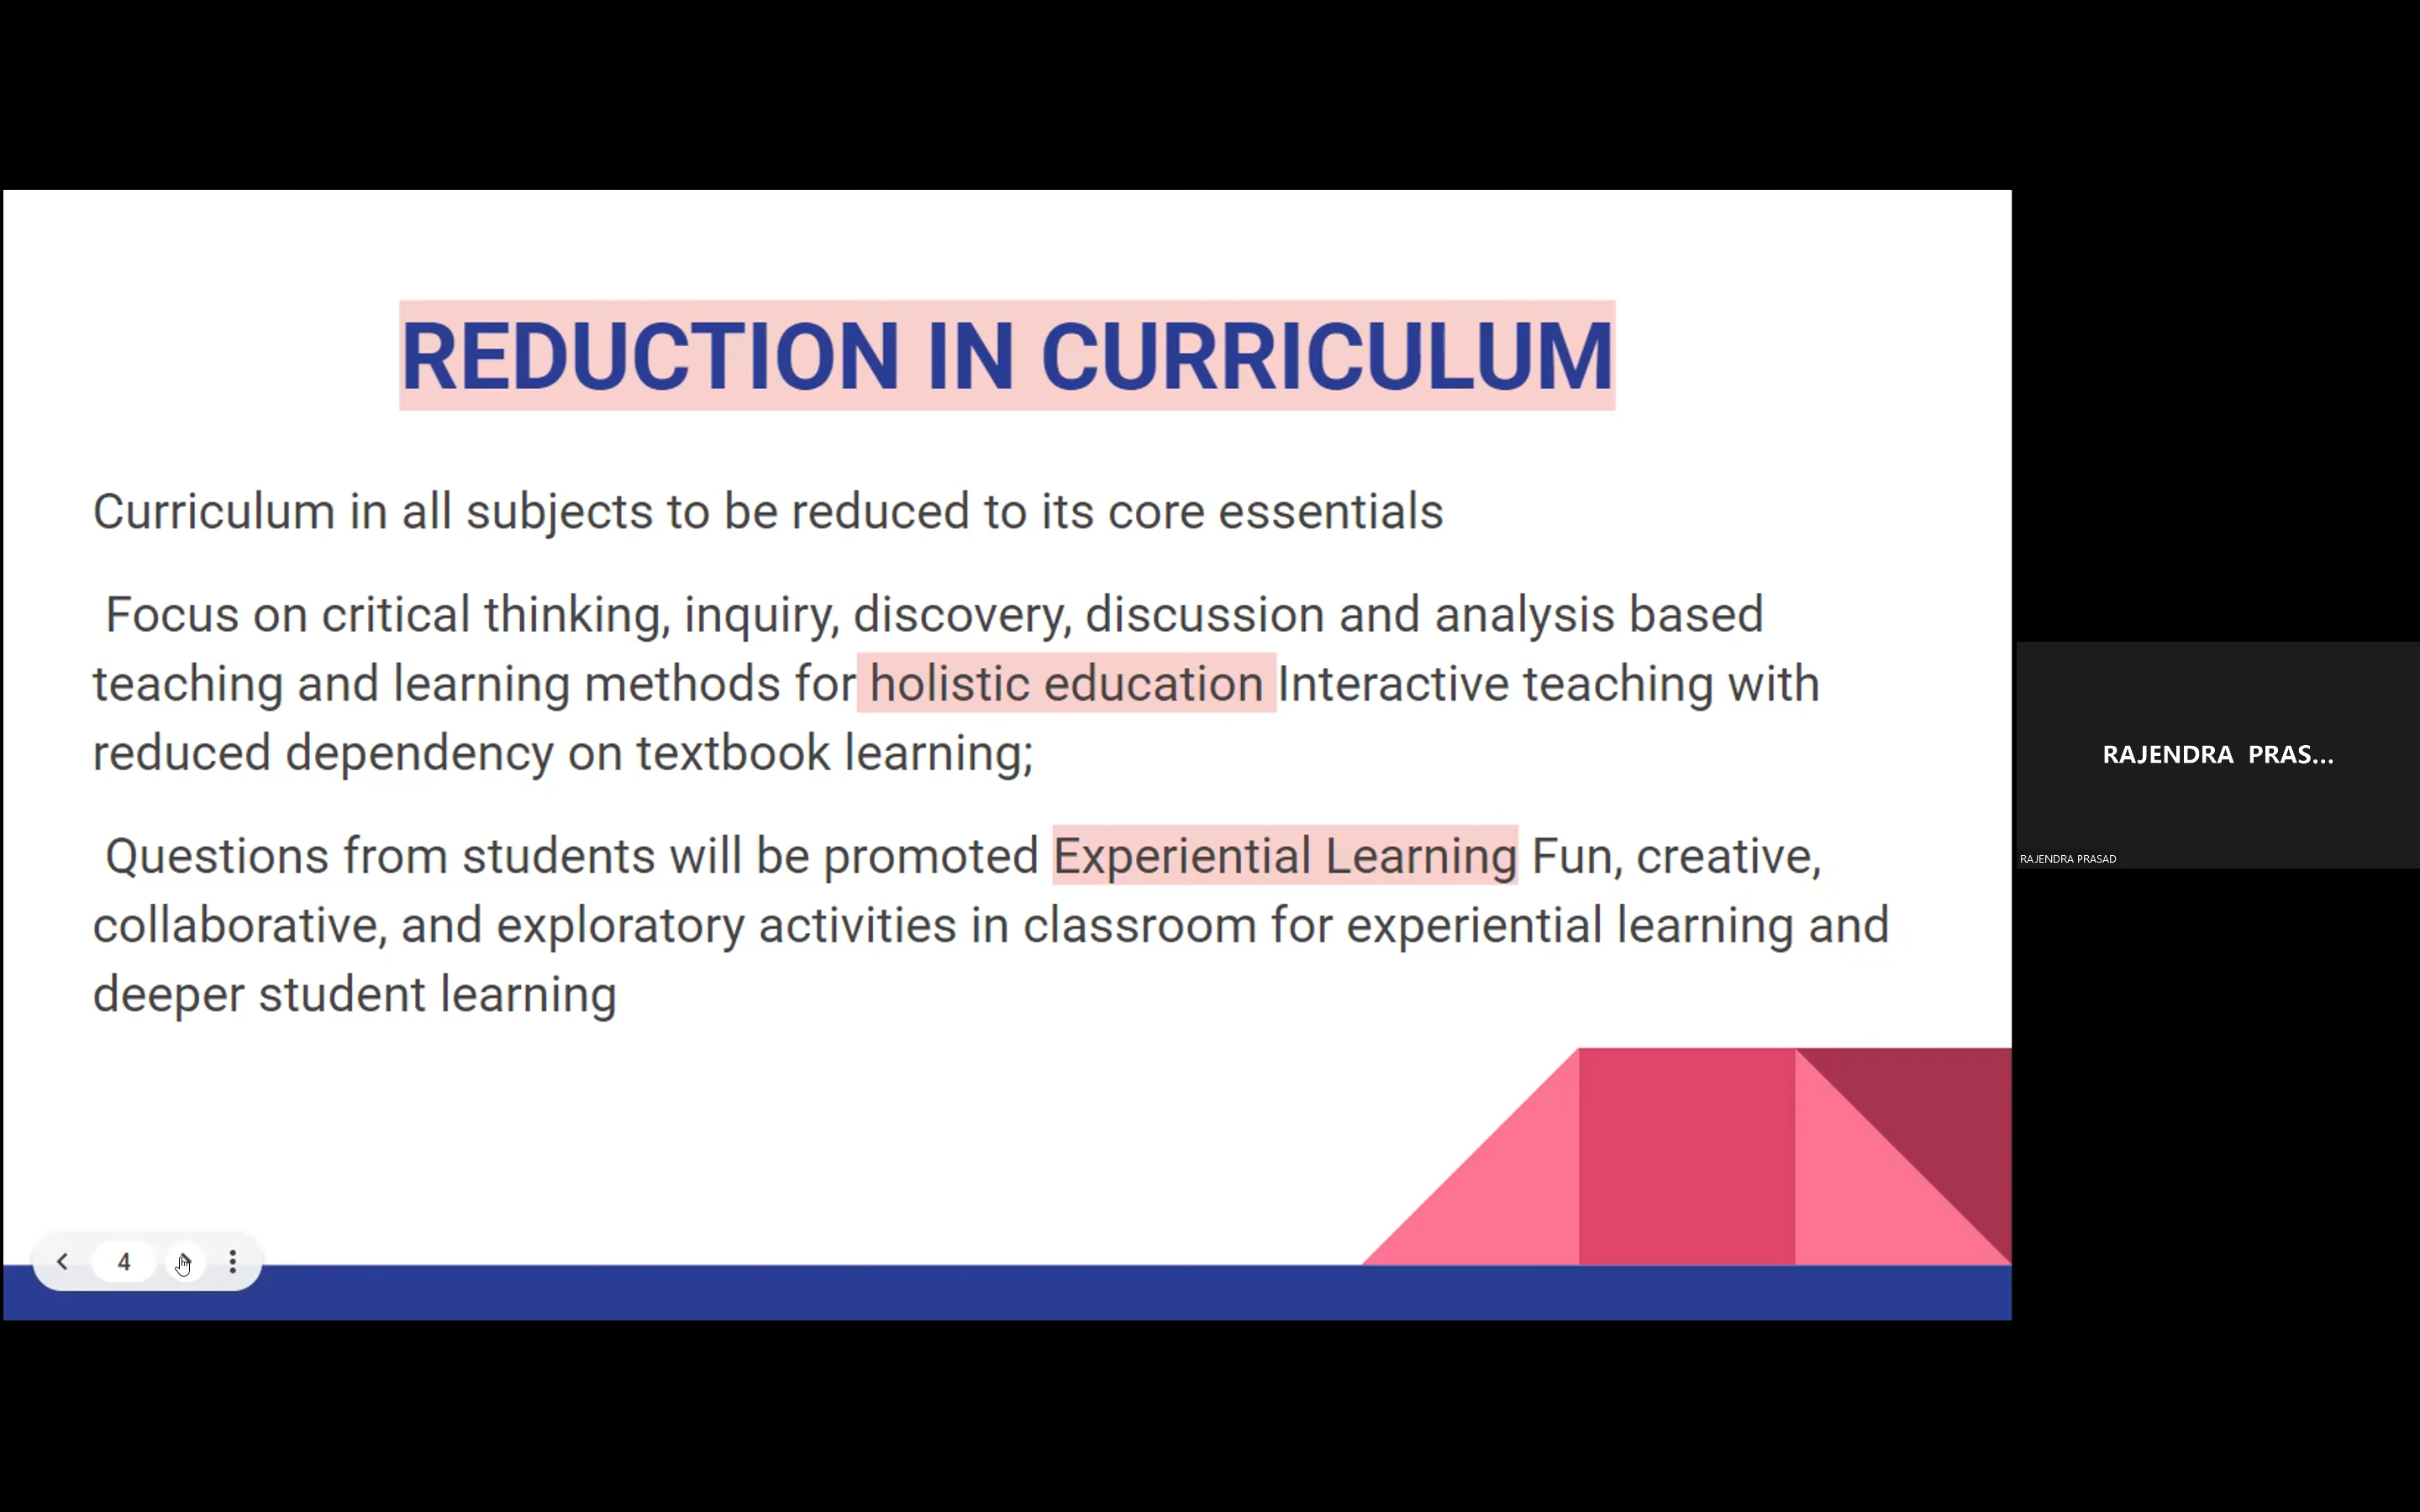 REDUCTION IN CURRICULUM
Curriculum in all subjects to be reduced to its core essentials
Focus on critical thinking, inquiry, discovery, discussion and analysis based
teaching and learning methods for holistic education Interactive teaching with
reduced dependency on textbook learning;
Questions from students will be promoted Experiential Learning Fun, creative,
collaborative, and exploratory activities in classroom for experiential learning and
deeper student learning
4
RAJENDRA PRAS...
RAJENDRA PRASAD